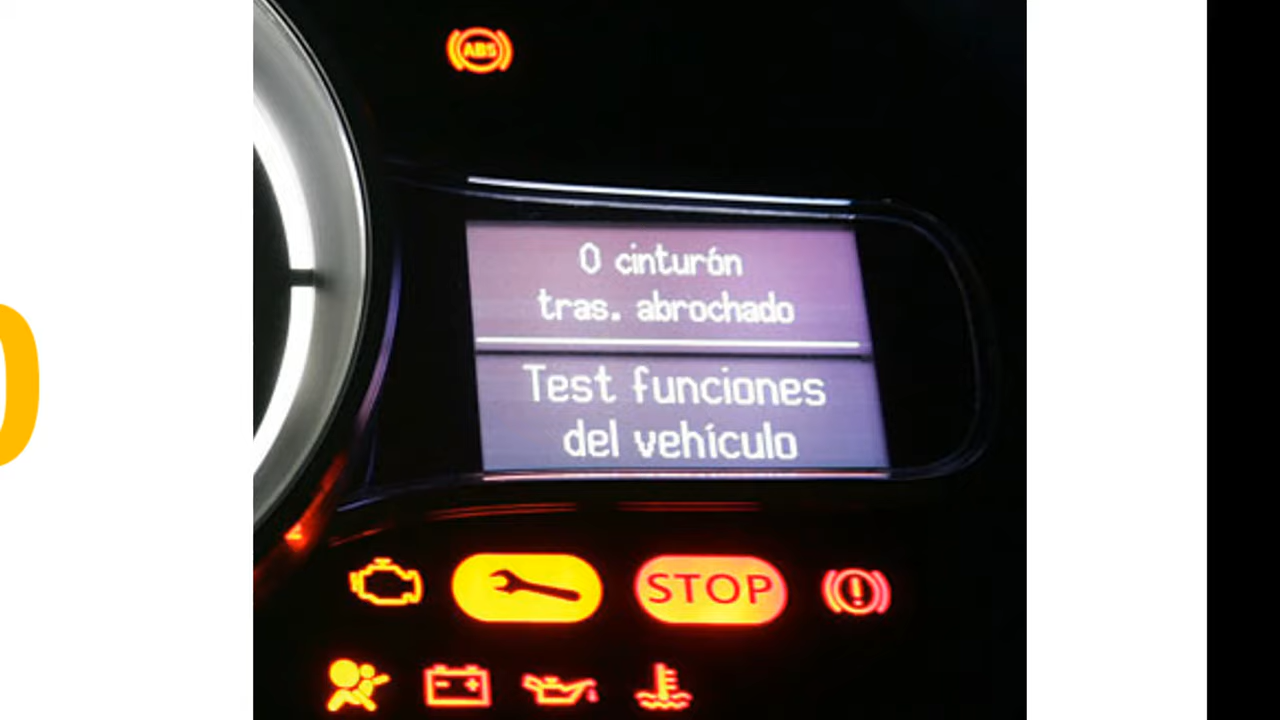 ABS
0 cinturón
tras. abrochado
Test funciones
del vehículo
STOP